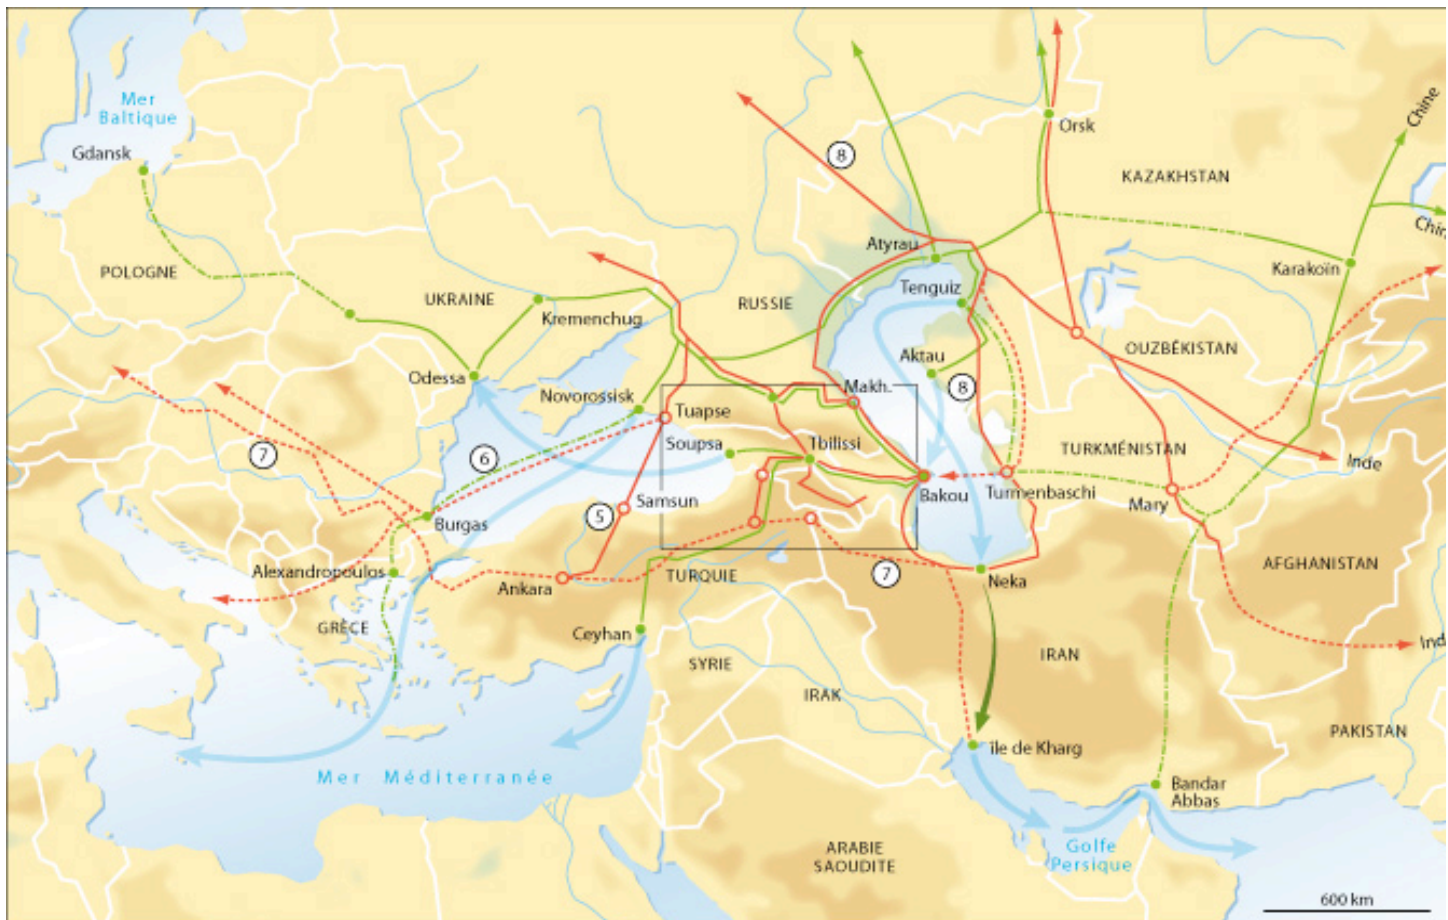 Mer
Baltique
Gdansk
Orsk
Chine
KAZAKHSTAN
8
Chin
Atyrau
Karakoïn
POLOGNE
Tenguiz
UKRAINE
RUSSIE
Kremenchug
OUZBÉKISTAN
Aktau
Odessa
8
Makh.
Novorossisk
Tuapse
Soupsa
Tbilissi
TURKMÉNISTAN
Inde
7
6
Bakou
Turmenbaschi
Mary
Samsun
5
Burgas
AFGHANISTAN
Alexandropoulos
Ankara
TURQUIE
7
Neka
GRÈCE
Ceyhan
Inde
SYRIE
IRAN
IRAK
PAKISTAN
île de Kharg
Mer Méditerranée
Bandar
Abbas
ARABIE
SAOUDITE
Golfe
Persique
600 km